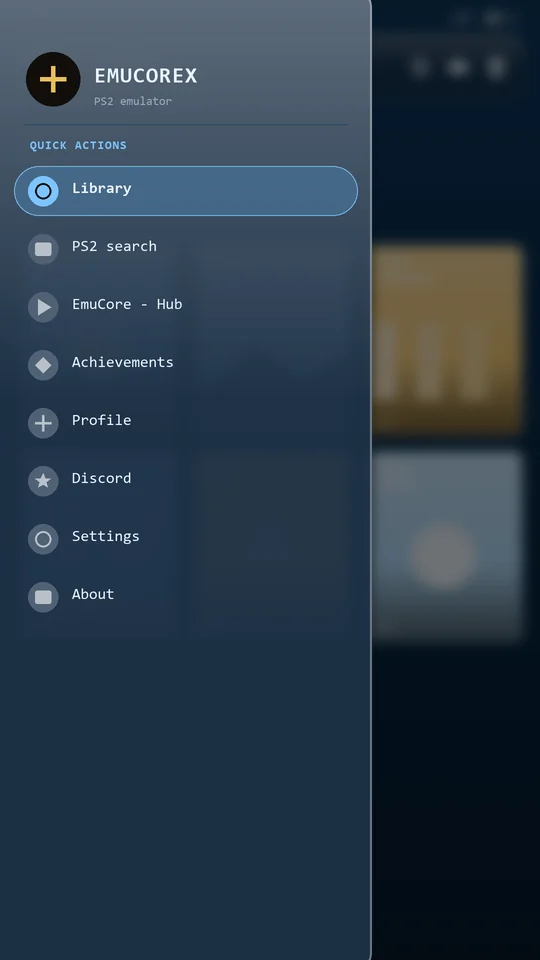 EMUCOREX
PS2 emulator
QUICK ACTIONS
Library
PS2 search
EmuCore - Hub
Achievements
Profile
Discord
Settings
About